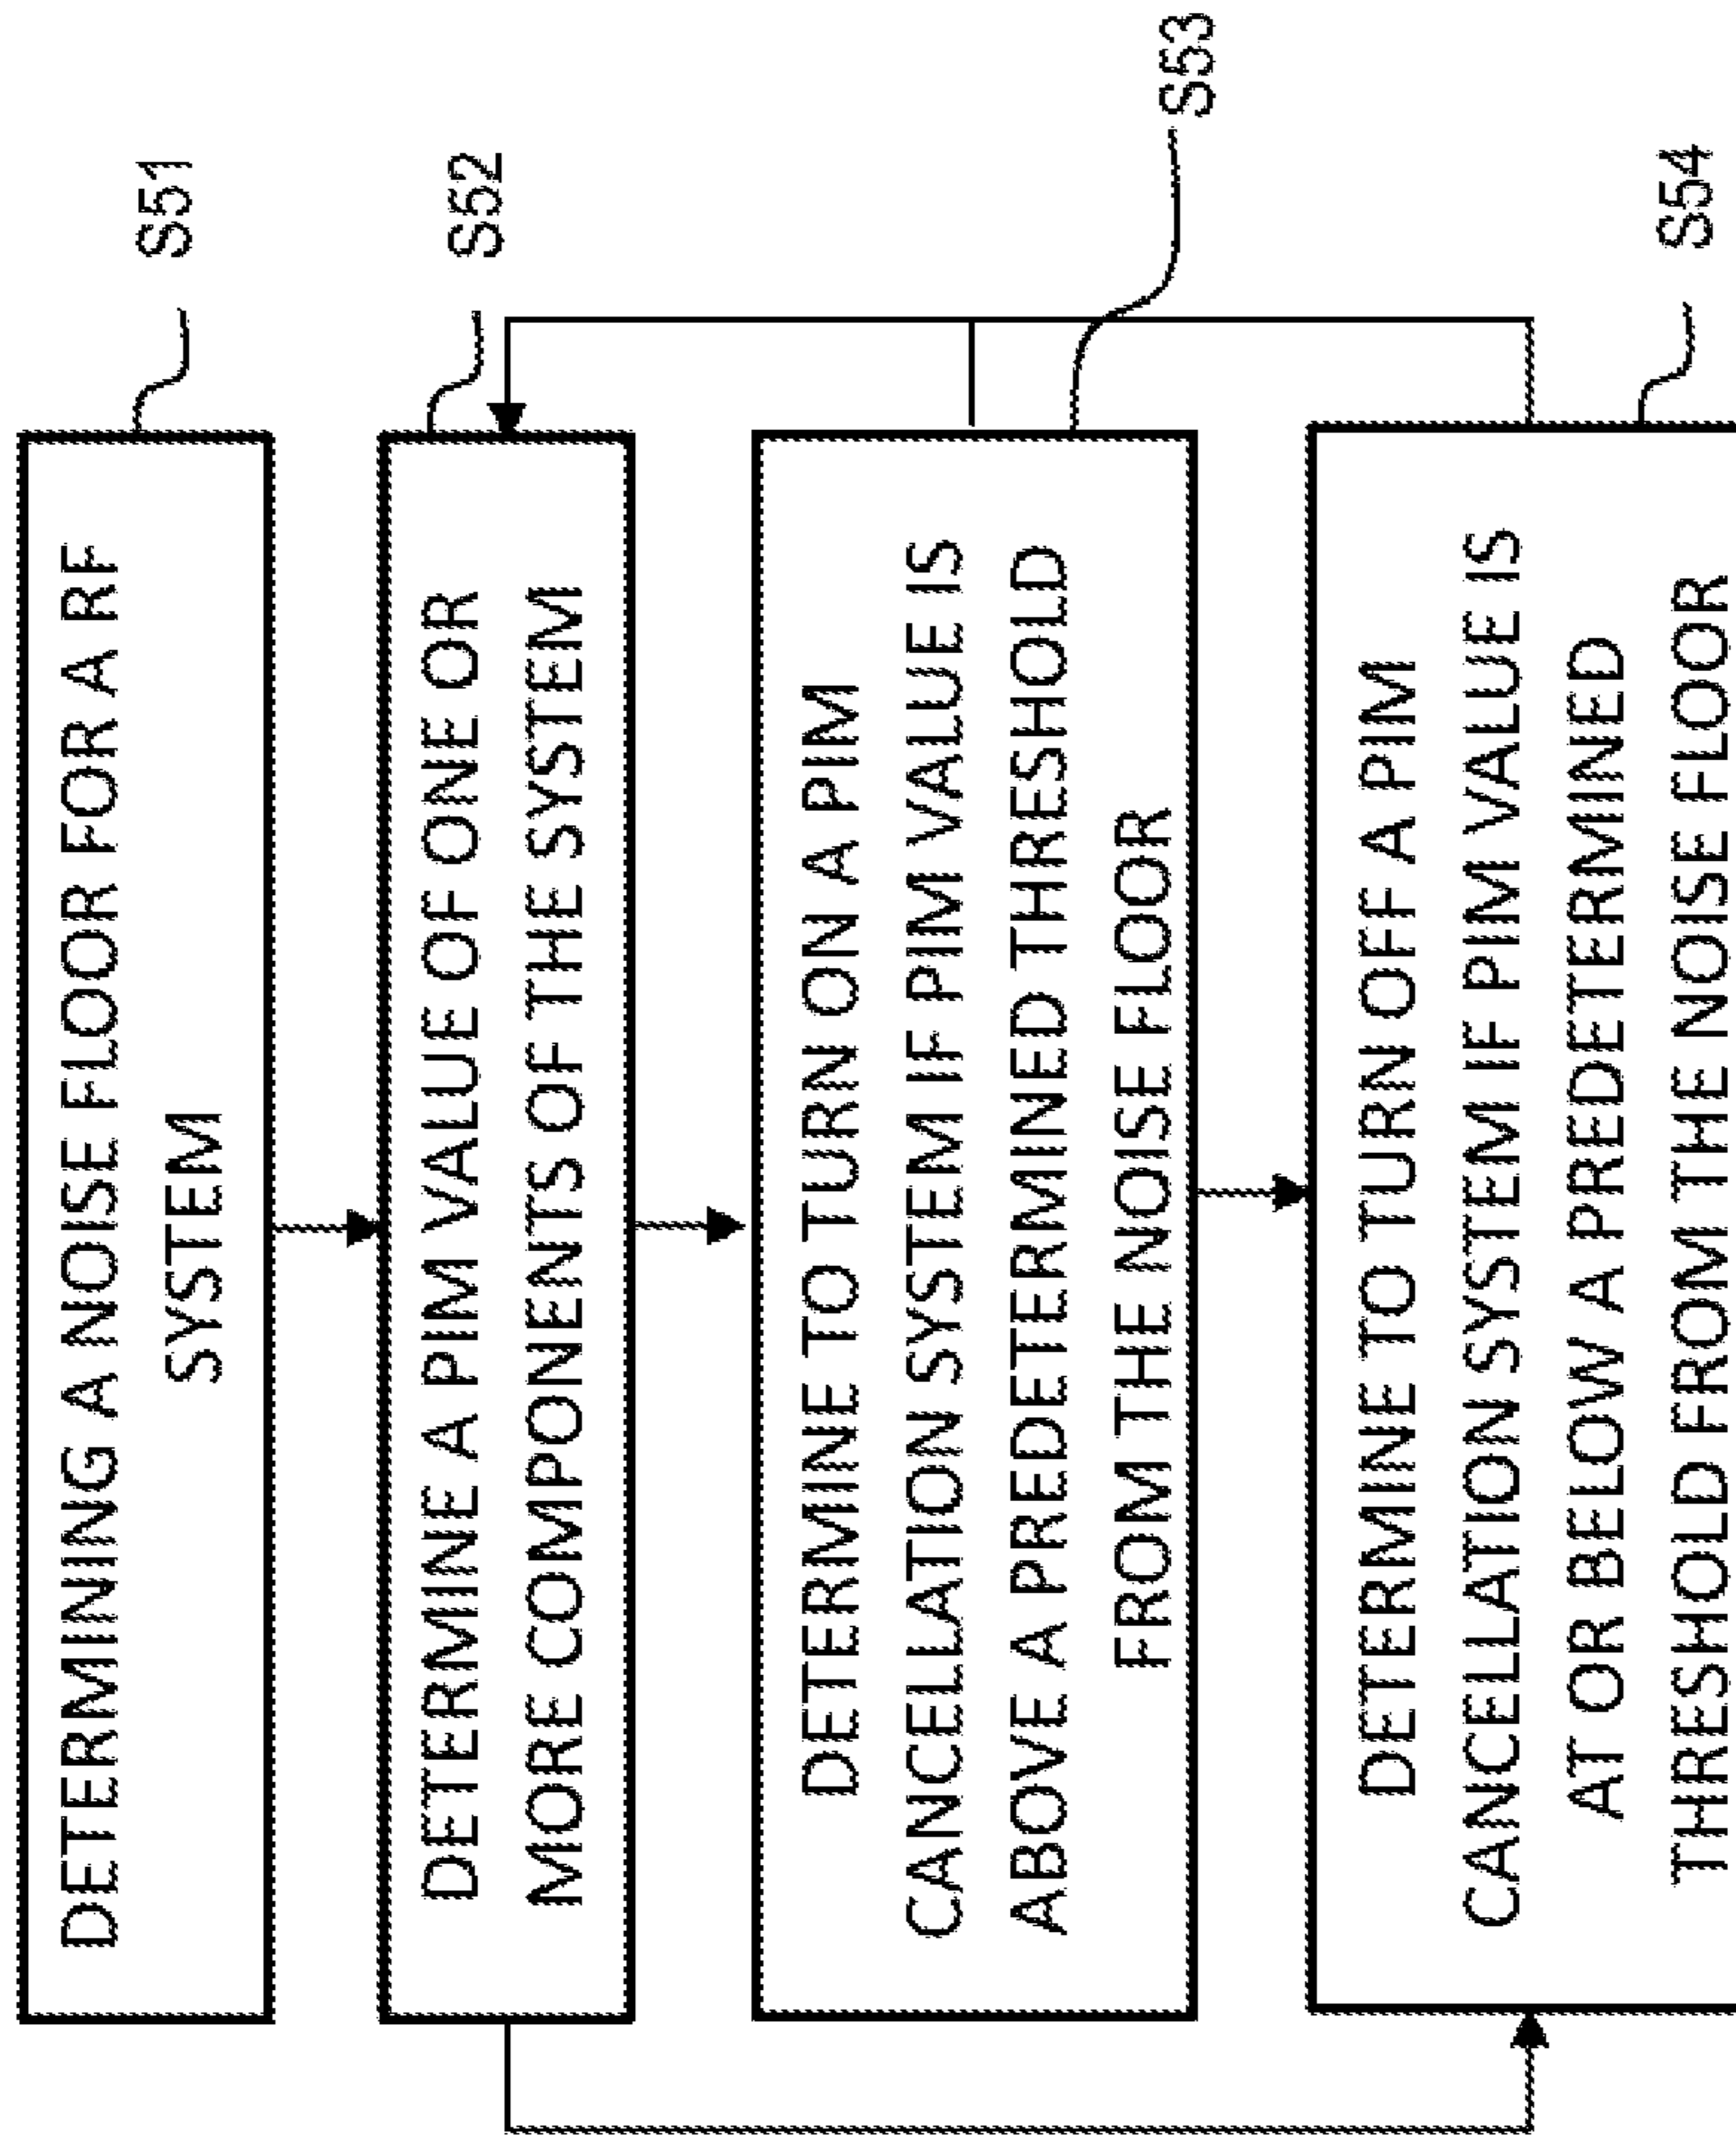 DETERMINING A NOISE FLOOR FOR A RF
SYSTEM
S51
DETERMINE A PIM VALUE OF ONE OR
MORE COMPONENTS OF THE SYSTEM
S52
DETERMINE TO TURN ON A PIM
CANCELLATION SYSTEM IF PIM VALUE IS
ABOVE A PREDETERMINED THRESHOLD
FROM THE NOISE FLOOR
S53
DETERMINE TO TURN OFF A PIM
CANCELLATION SYSTEM IF PIM VALUE IS
AT OR BELOW A PREDETERMINED
THRESHOLD FROM THE NOISE FLOOR
S54